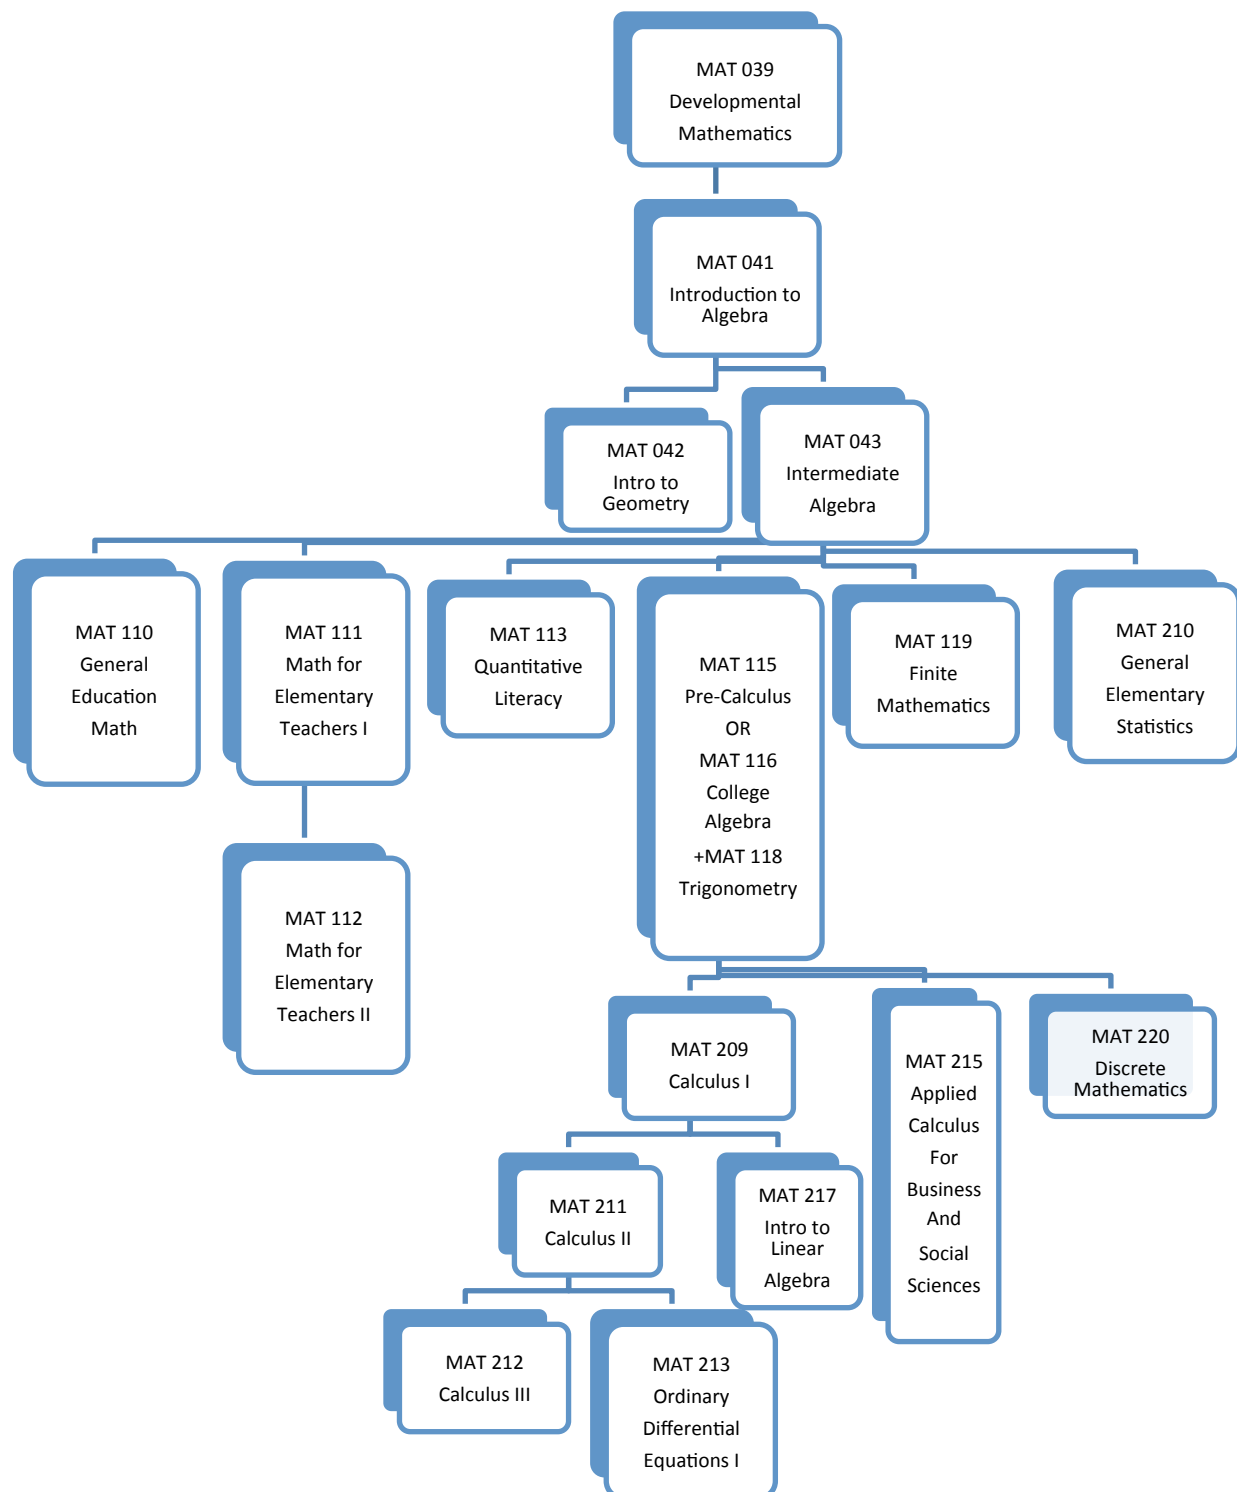 MAT 039
Developmental
Mathematics
MAT 041
Introduction to
Algebra
MAT 042
Intro to
Geometry
MAT 043
Intermediate
Algebra
MAT 110
General
Education
Math
MAT 111
Math for
Elementary
Teachers I
MAT 113
Quantitative
Literacy
MAT 115
Pre-Calculus
OR
MAT 116
College
Algebra
+MAT 118
Trigonometry
MAT 119
Finite
Mathematics
MAT 210
General
Elementary
Statistics
MAT 112
Math for
Elementary
Teachers II
MAT 209
Calculus I
MAT 215
Applied
Calculus
For
Business
And
Social
Sciences
MAT 220
Discrete
Mathematics
MAT 211
Calculus II
MAT 217
Intro to
Linear
Algebra
MAT 212
Calculus III
MAT 213
Ordinary
Differential
Equations I